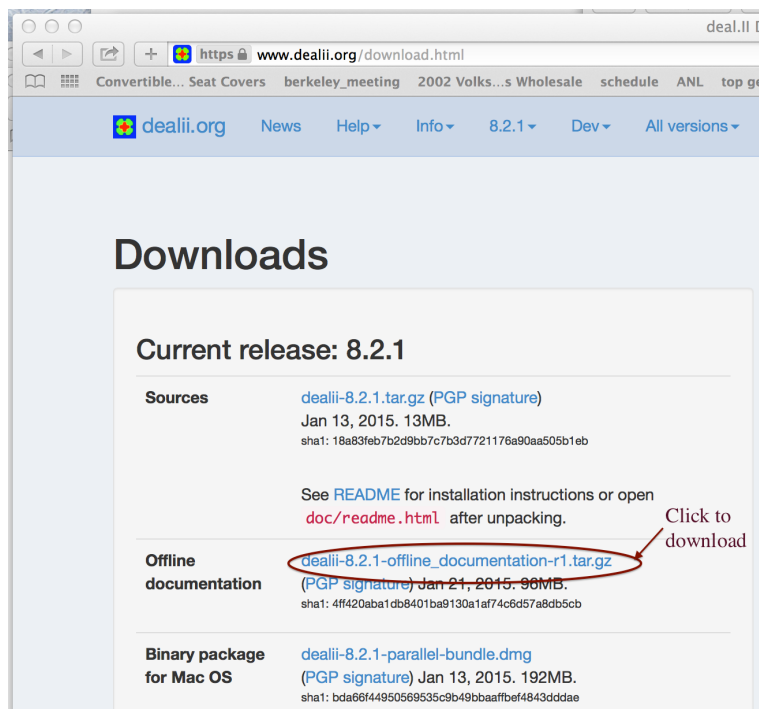 deal.II D
https www.dealii.org/download.html
Convertible... Seat Covers berkeley_meeting 2002 Volks...s Wholesale schedule ANL top ge
dealii.org News Help Info 8.2.1 Dev All versions
Downloads
Current release: 8.2.1
Sources dealii-8.2.1.tar.gz (PGP signature)
Jan 13, 2015. 13MB.
sha1: 18a83feb7b2d9bb7c7b3d7721176a90aa505b1eb
See README for installation instructions or open
doc/readme.html after unpacking.
Click to
download
Offline dealii-8.2.1-offline_documentation-r1.tar.gz
documentation (PGP signature) Jan 21, 2015. 96MB.
sha1: 4ff420aba1db8401ba9130a1af74c6d57a8db5cb
Binary package dealii-8.2.1-parallel-bundle.dmg
for Mac OS (PGP signature) Jan 13, 2015. 192MB.
sha1: bda66f44950569535c9b49bbaaffbef4843dddae